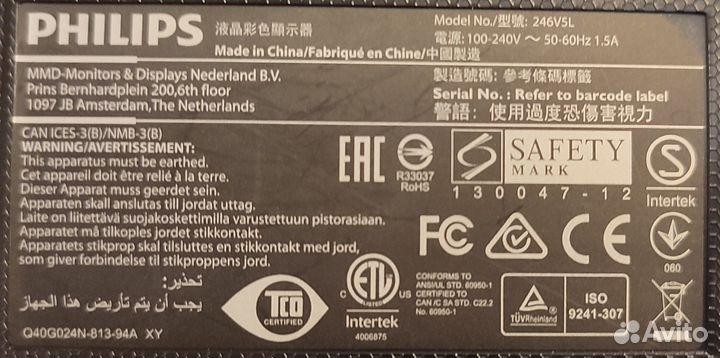 PHILIPS
液晶彩色顯示器
Made in China/Fabriqué en Chine/中國製造
Model No./型號: 246V5L
電源: 100-240V ～ 50-60Hz 1.5A
MMD-Monitors & Displays Nederland B.V.
Prins Bernhardplein 200,6th floor
1097 JB Amsterdam,The Netherlands
製造號碼: 參考條碼標籤
Serial No.: Refer to barcode label
警語: 使用過度恐傷害視力
CAN ICES-3(B)/NMB-3(B)
WARNING/AVERTISSEMENT:
This apparatus must be earthed.
Cet appareil doit être relié à la terre.
Dieser Apparat muss geerdet sein.
Apparaten skall anslutas till jordat uttag.
Laite on liitettävä suojakoskettimilla varustettuun pistorasiaan.
Apparatet må tilkoples jordet stikkontakt.
Apparatets stikprop skal tilsluttes en stikkontakt med jord,
som giver forbindelse til stikproppens jord.
تحذير:
يجب أن يتم تأريض هذا الجهاز
Q40G024N-813-94A XY
EAC
R33037
RoHS
SAFETY
MARK
130047-12
S
Intertek
FC
CE
060
TCO
CERTIFIED
ETL
CM
LISTED
US
Intertek
4006875
CONFORMS TO
ANSI/UL STD. 60950-1
CERTIFIED TO
CAN /C SA STD. C22.2
No. 60950-1
TÜVRheinland
ISO
9241-307
Avito